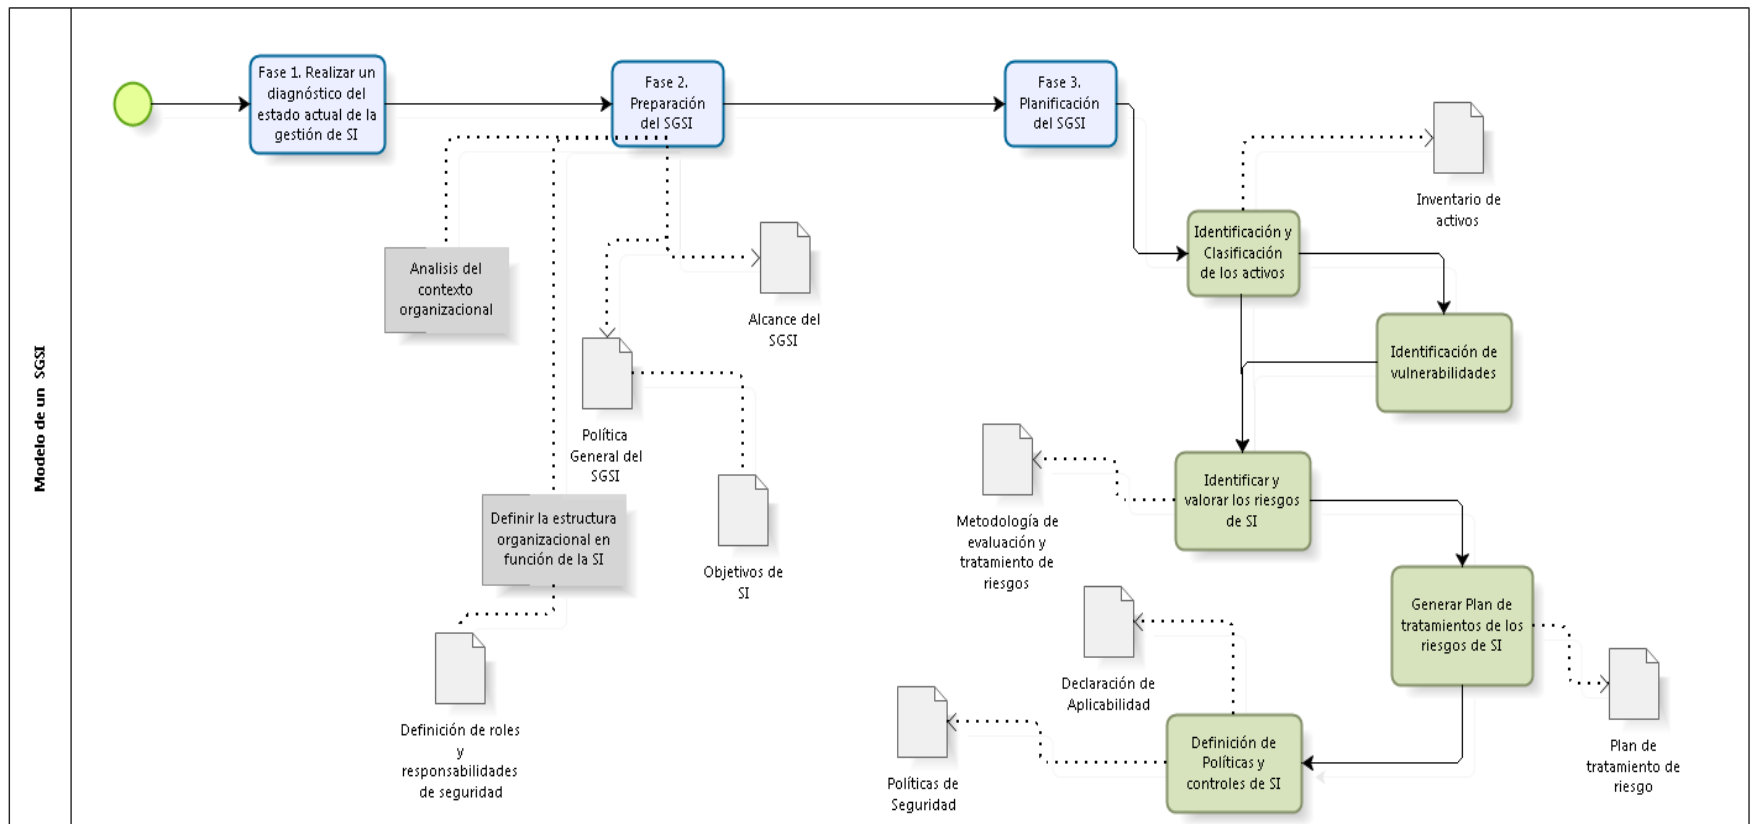 Modelo de un SGSI
Fase 1. Realizar un
diagnóstico del
estado actual de la
gestión de SI
Fase 2.
Preparación
del SGSI
Fase 3.
Planificación
del SGSI
Inventario de
activos
Identificación y
Clasificación
de los activos
Analisis del
contexto
organizacional
Alcance del
SGSI
Identificación de
vulnerabilidades
Política
General del
SGSI
Identificar y
valorar los riesgos
de SI
Metodología de
evaluación y
tratamiento de
riesgos
Definir la estructura
organizacional en
función de la SI
Objetivos de
SI
Generar Plan de
tratamientos de los
riesgos de SI
Declaración de
Aplicabilidad
Definición de roles
y
responsabilidades
de seguridad
Políticas de
Seguridad
Definición de
Políticas y
controles de SI
Plan de
tratamiento de
riesgo